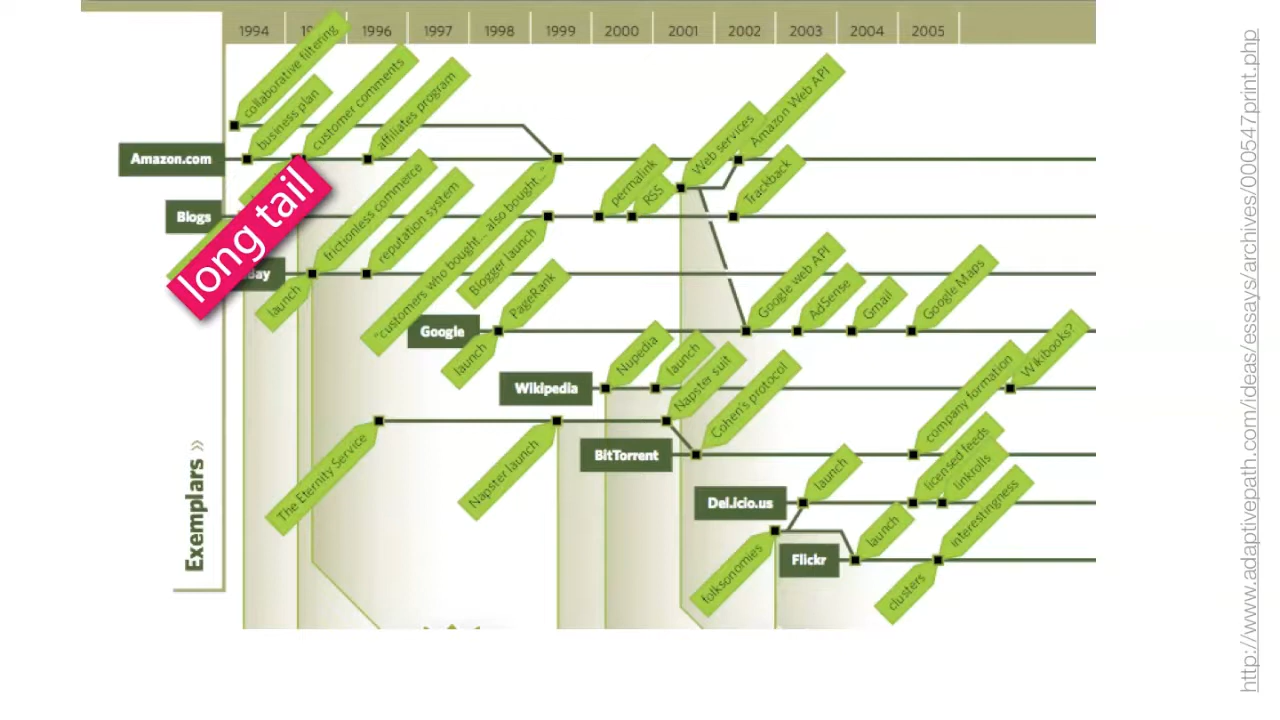 1994
1996
1997
1998
1999
2000
2001
2002
2003
2004
2005
collaborative filtering
business plan
customer comments
affiliates program
Web services
Amazon Web API
Amazon.com
permalink
RSS
Trackback
Blogs
long tail
frictionless commerce
reputation system
"customers who bought... also bought..."
Blogger launch
launch
PageRank
Google web API
AdSense
Gmail
Google Maps
Google
launch
Nupedia
launch
Napster suit
Cohen's protocol
Wikibooks?
Wikipedia
company formation
The Eternity Service
Napster launch
BitTorrent
launch
licensed feeds
linkrolls
Del.icio.us
folksonomies
launch
interestingness
Flickr
clusters
Exemplars »
http://www.adaptivepath.com/ideas/essays/archives/000547print.php